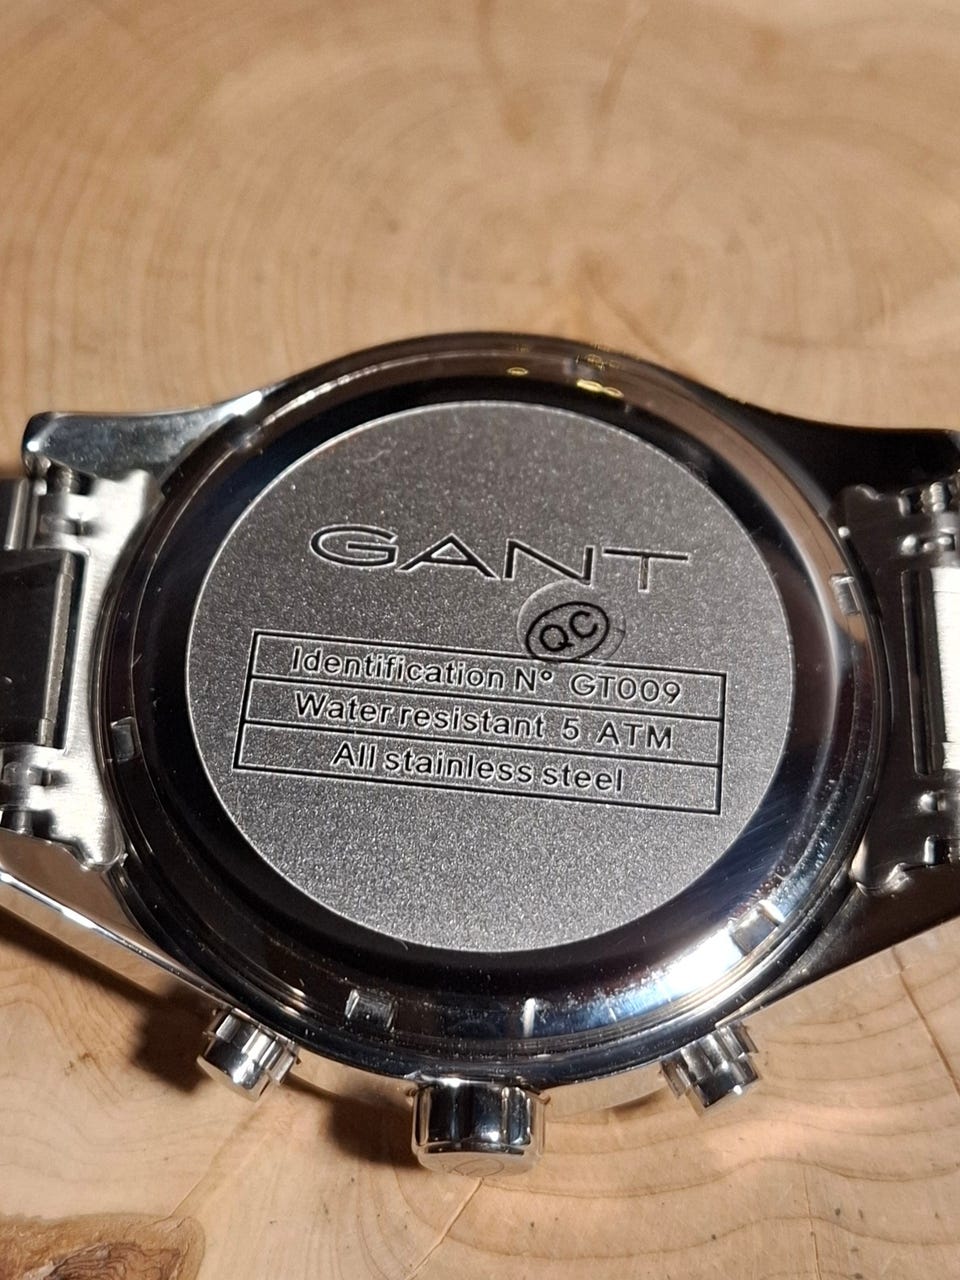 GANT
QC
Identification N° GT009
Water resistant 5 ATM
All stainless steel